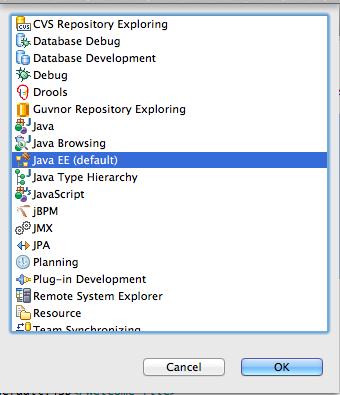 CVS Repository Exploring
Database Debug
Database Development
Debug
Drools
Guvnor Repository Exploring
Java
Java Browsing
Java EE (default)
Java Type Hierarchy
JavaScript
jBPM
JMX
JPA
Planning
Plug-in Development
Remote System Explorer
Resource
Team Synchronizing
Cancel
OK